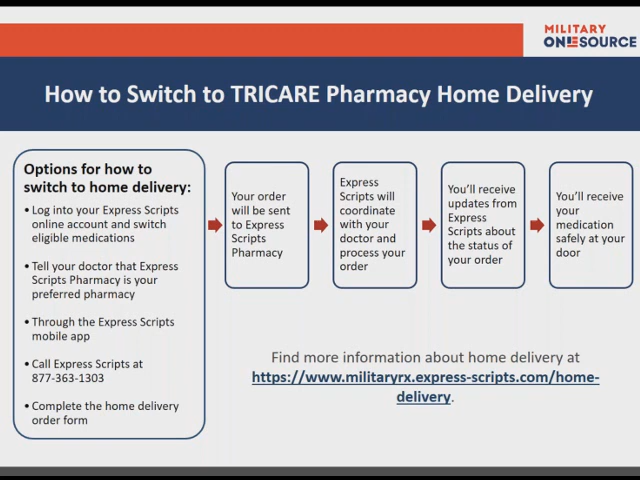 MILITARY
ONESOURCE
How to Switch to TRICARE Pharmacy Home Delivery
Options for how to
switch to home delivery:
• Log into your Express Scripts
online account and switch
eligible medications
• Tell your doctor that Express
Scripts Pharmacy is your
preferred pharmacy
• Through the Express Scripts
mobile app
• Call Express Scripts at
877-363-1303
• Complete the home delivery
order form
Your order
will be sent
to Express
Scripts
Pharmacy
Express
Scripts will
coordinate
with your
doctor and
process your
order
You'll receive
updates from
Express
Scripts about
the status of
your order
You'll receive
your
medication
safely at your
door
Find more information about home delivery at
https://www.militaryrx.express-scripts.com/home-
delivery.